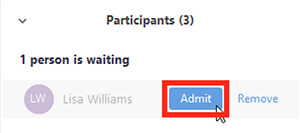 Participants (3)
1 person is waiting
LW Lisa Williams Admit Remove